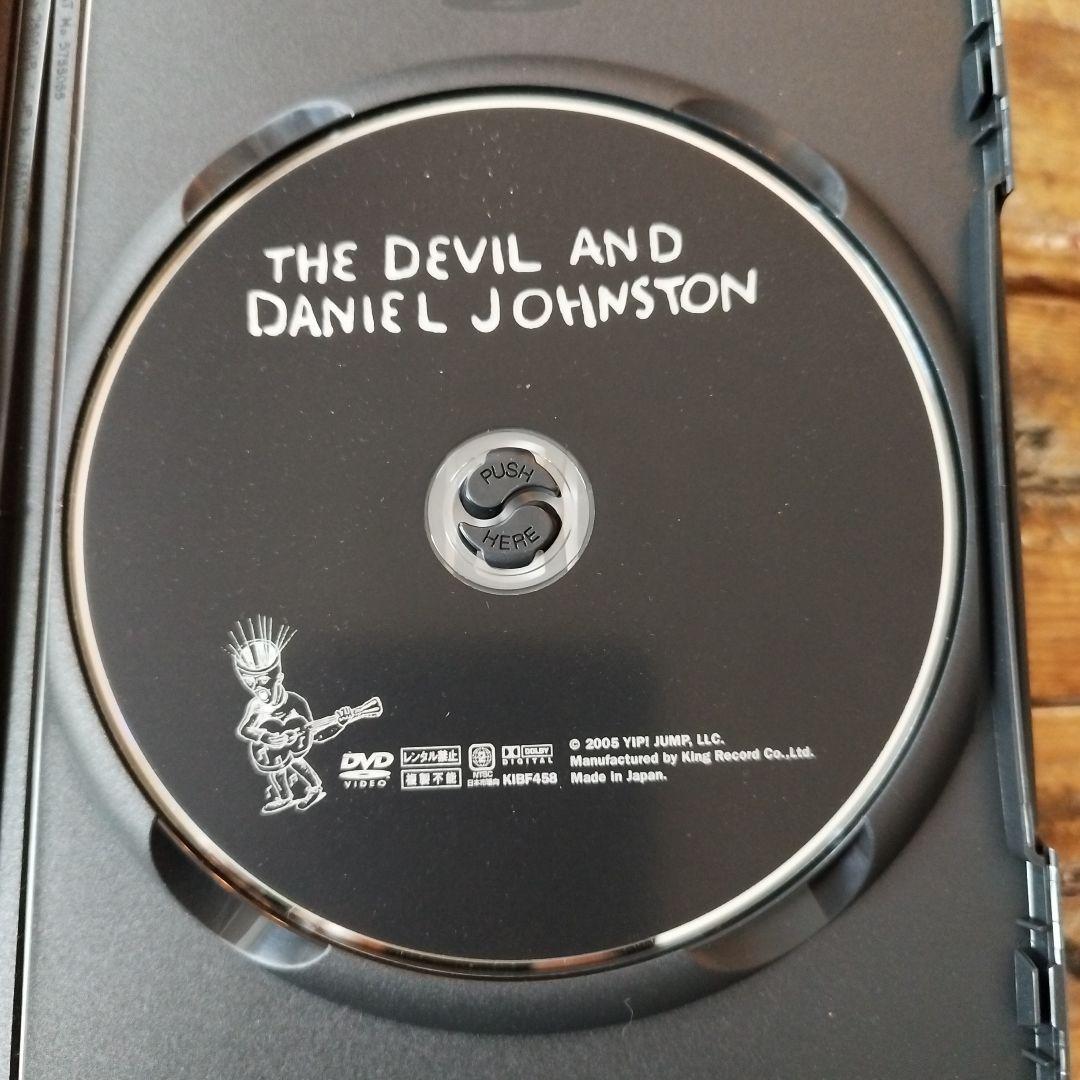 THE DEVIL AND
DANIEL JOHNSTON
PUSH
HERE
DVD
VIDEO
レンタル禁止
複製不能
NTSC
日本市場向
DOLBY
DIGITAL
KIBF458
© 2005 YIP! JUMP, LLC.
Manufactured by King Record Co.,Ltd.
Made in Japan.